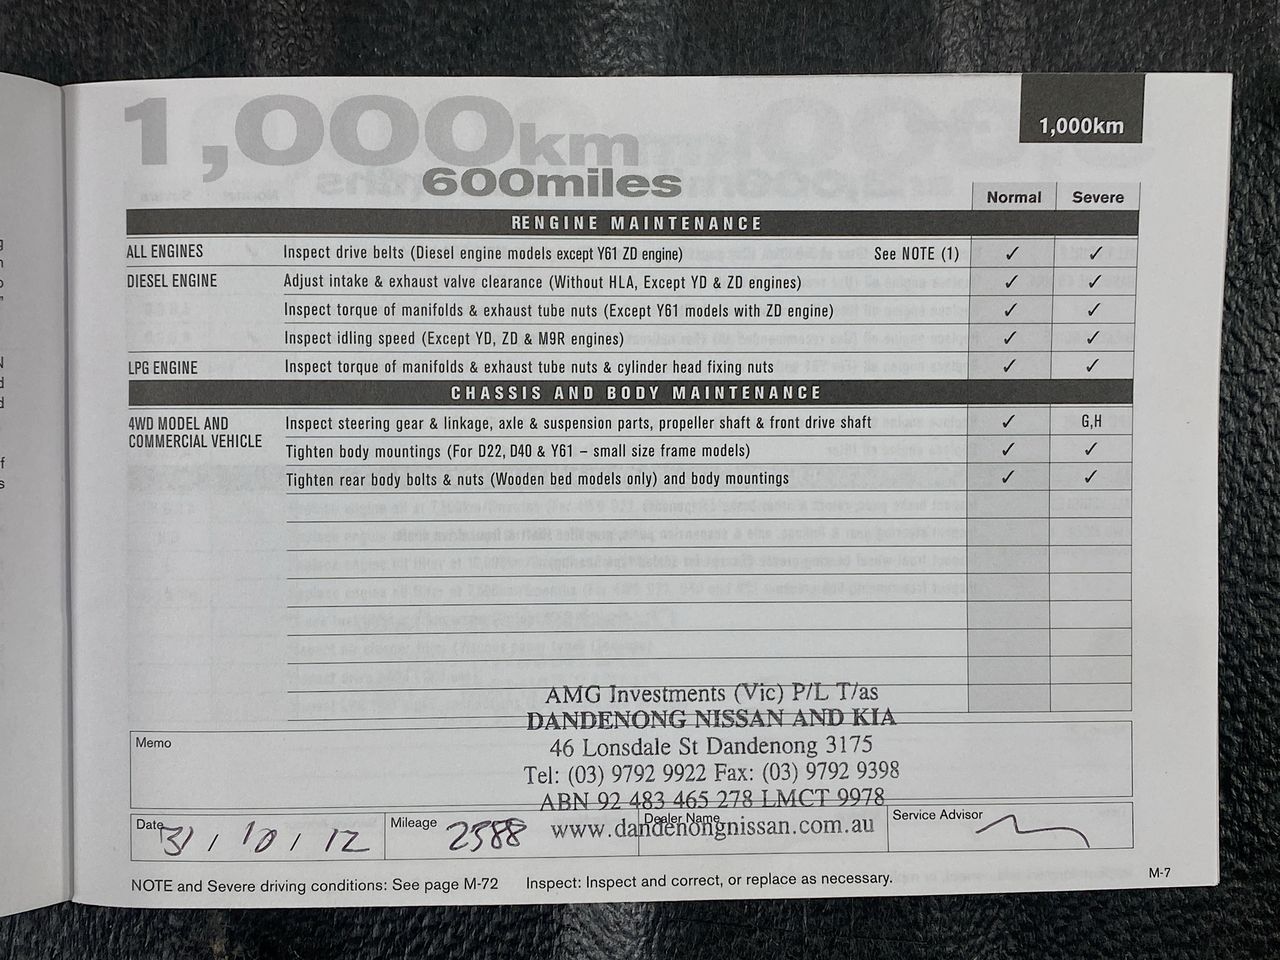 1,000km
600miles
1,000km
Normal Severe
RENGINE MAINTENANCE
ALL ENGINES Inspect drive belts (Diesel engine models except Y61 ZD engine) See NOTE (1) ✓ ✓
DIESEL ENGINE Adjust intake & exhaust valve clearance (Without HLA, Except YD & ZD engines) ✓ ✓
Inspect torque of manifolds & exhaust tube nuts (Except Y61 models with ZD engine) ✓ ✓
Inspect idling speed (Except YD, ZD & M9R engines) ✓ ✓
LPG ENGINE Inspect torque of manifolds & exhaust tube nuts & cylinder head fixing nuts ✓ ✓
CHASSIS AND BODY MAINTENANCE
4WD MODEL AND
COMMERCIAL VEHICLE
Inspect steering gear & linkage, axle & suspension parts, propeller shaft & front drive shaft ✓ G,H
Tighten body mountings (For D22, D40 & Y61 – small size frame models) ✓ ✓
Tighten rear body bolts & nuts (Wooden bed models only) and body mountings ✓ ✓
AMG Investments (Vic) P/L T/as
DANDENONG NISSAN AND KIA
46 Lonsdale St Dandenong 3175
Tel: (03) 9792 9922 Fax: (03) 9792 9398
ABN 92 483 465 278 LMCT 9978
www.dandenongnissan.com.au
Memo
Date 31 / 10 / 12
Mileage 2388
Dealer Name
Service Advisor
NOTE and Severe driving conditions: See page M-72 Inspect: Inspect and correct, or replace as necessary.
M-7